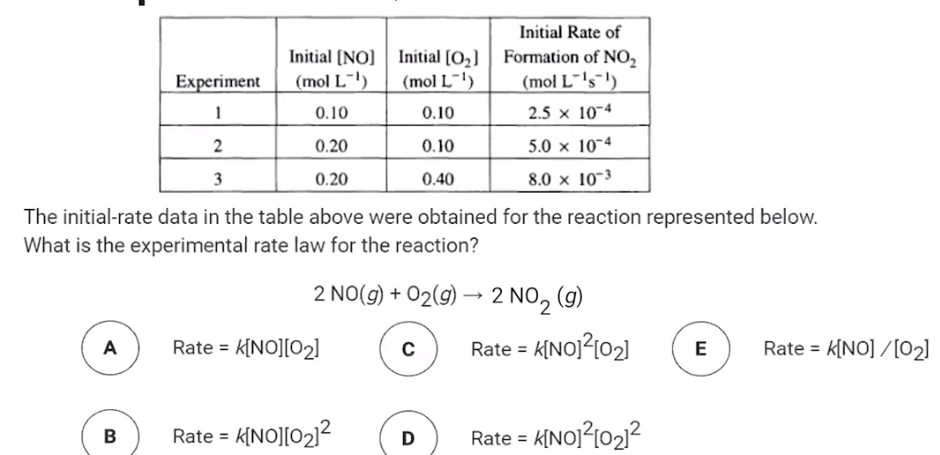 Experiment Initial [NO] (mol L⁻¹) Initial [O₂] (mol L⁻¹) Initial Rate of Formation of NO₂ (mol L⁻¹s⁻¹)
1 0.10 0.10 2.5 × 10⁻⁴
2 0.20 0.10 5.0 × 10⁻⁴
3 0.20 0.40 8.0 × 10⁻³
The initial-rate data in the table above were obtained for the reaction represented below.
What is the experimental rate law for the reaction?
2 NO(g) + O₂(g) → 2 NO₂ (g)
A Rate = k[NO][O₂]
C Rate = k[NO]²[O₂]
E Rate = k[NO] / [O₂]
B Rate = k[NO][O₂]²
D Rate = k[NO]²[O₂]²